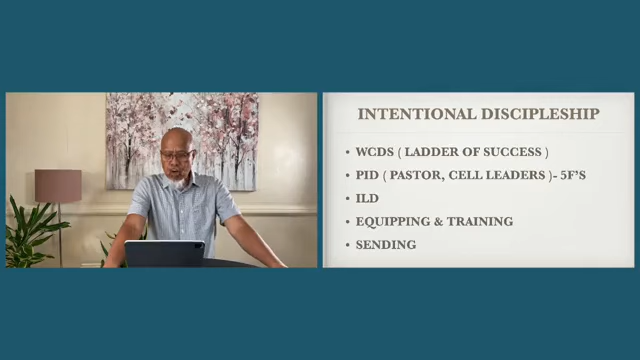 INTENTIONAL DISCIPLESHIP
• WCDS ( LADDER OF SUCCESS )
• PID ( PASTOR, CELL LEADERS )- 5F'S
• ILD
• EQUIPPING & TRAINING
• SENDING